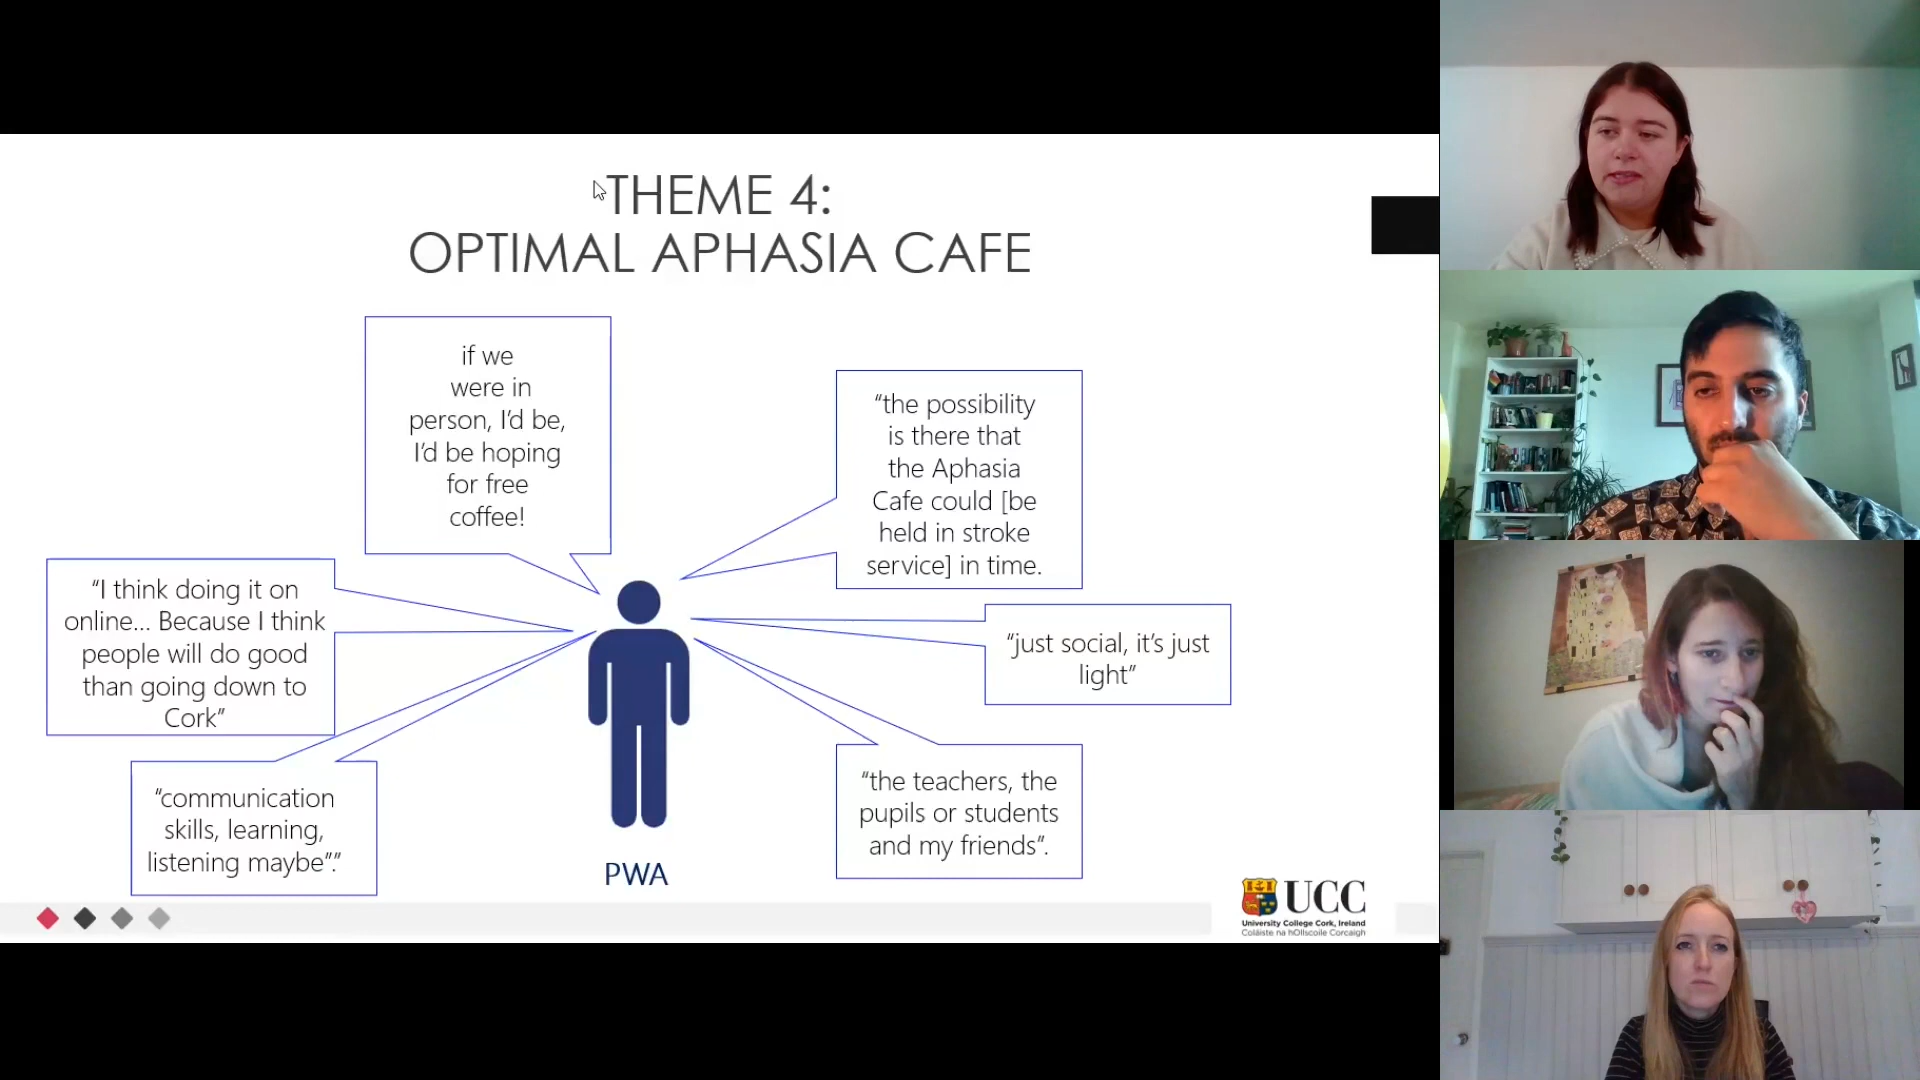 THEME 4:
OPTIMAL APHASIA CAFE
if we
were in
person, I’d be,
I’d be hoping
for free
coffee!
“the possibility
is there that
the Aphasia
Cafe could [be
held in stroke
service] in time.
“I think doing it on
online... Because I think
people will do good
than going down to
Cork”
“just social, it’s just
light”
“communication
skills, learning,
listening maybe””.
“the teachers, the
pupils or students
and my friends”.
PWA
UCC
University College Cork, Ireland
Coláiste na hOllscoile Corcaigh